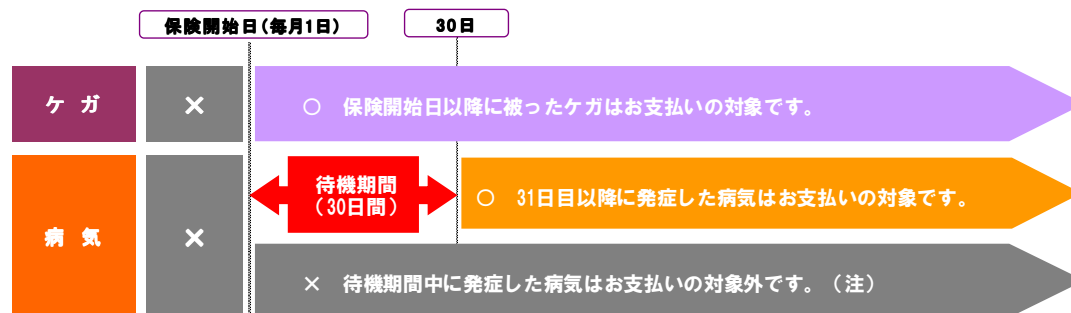 保険開始日(毎月1日)
30日
ケ ガ
×
○ 保険開始日以降に被ったケガはお支払いの対象です。
病 気
×
待機期間
(30日間)
○ 31日目以降に発症した病気はお支払いの対象です。
× 待機期間中に発症した病気はお支払いの対象外です。(注)